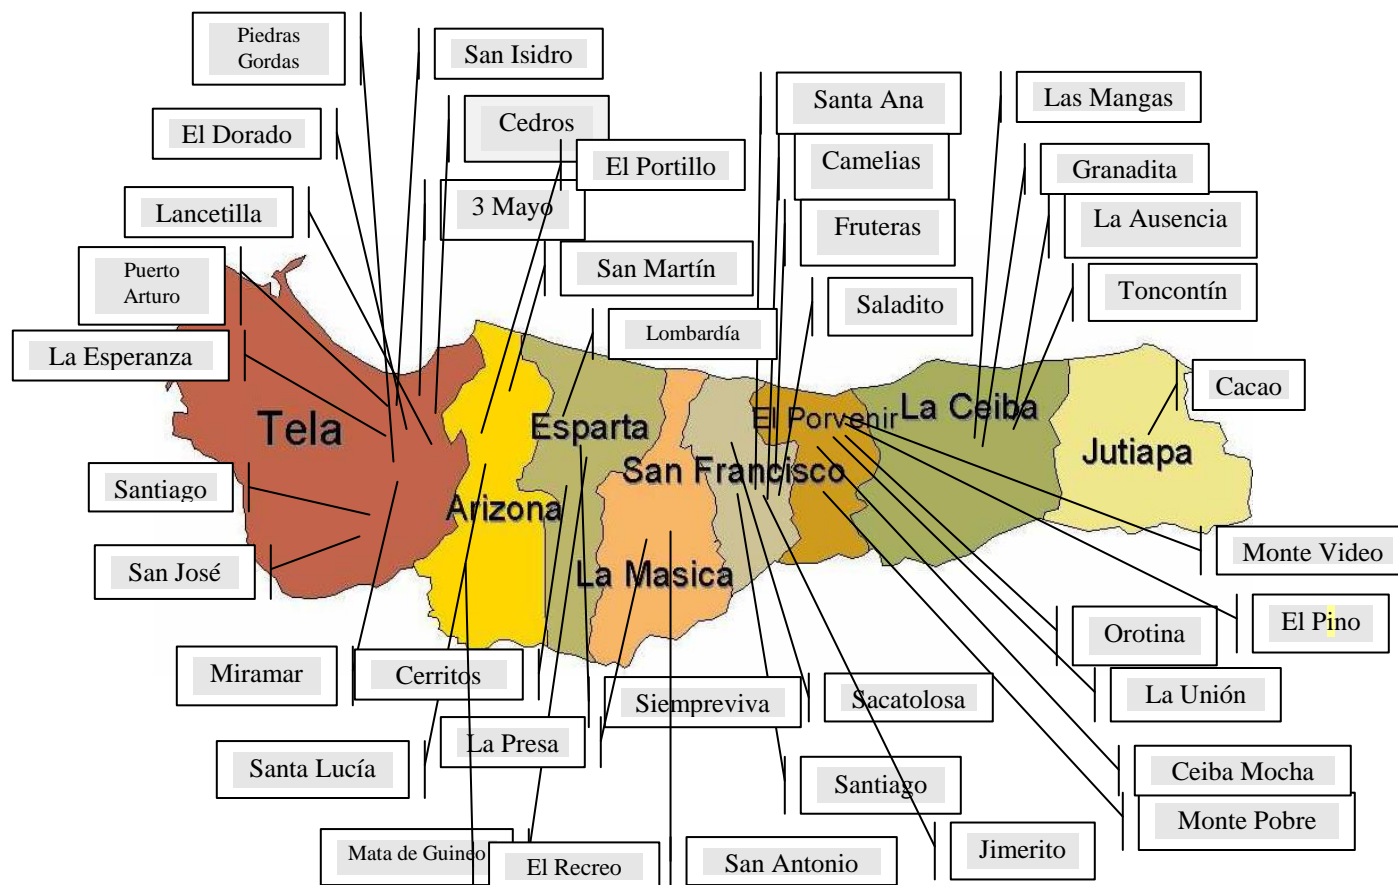 Piedras
Gordas
San Isidro
Santa Ana
Las Mangas
El Dorado
Cedros
El Portillo
Camelias
Granadita
Lancetilla
3 Mayo
Fruteras
La Ausencia
Puerto
Arturo
San Martín
Saladito
Toncontín
La Esperanza
Lombardía
Cacao
Tela
Esparta
El Porvenir
La Ceiba
Jutiapa
San Francisco
Santiago
Arizona
San José
La Masica
Monte Video
El Pino
Orotina
Miramar
Cerritos
Siempreviva
Sacatolosa
La Unión
La Presa
Santa Lucía
Santiago
Ceiba Mocha
Monte Pobre
Mata de Guineo
El Recreo
San Antonio
Jimerito